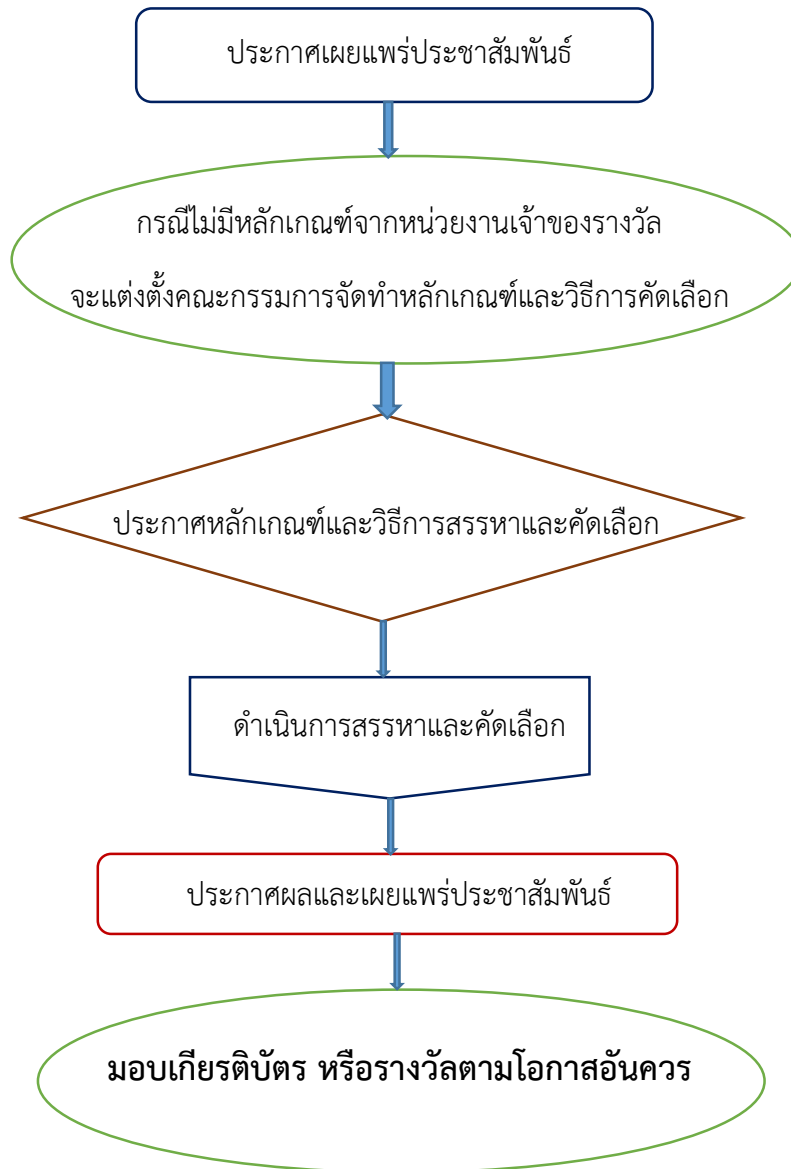 ประกาศเผยแพร่ประชาสัมพันธ์
กรณีไม่มีหลักเกณฑ์จากหน่วยงานเจ้าของรางวัล
จะแต่งตั้งคณะกรรมการจัดทำหลักเกณฑ์และวิธีการคัดเลือก
ประกาศหลักเกณฑ์และวิธีการสรรหาและคัดเลือก
ดำเนินการสรรหาและคัดเลือก
ประกาศผลและเผยแพร่ประชาสัมพันธ์
มอบเกียรติบัตร หรือรางวัลตามโอกาสอันควร